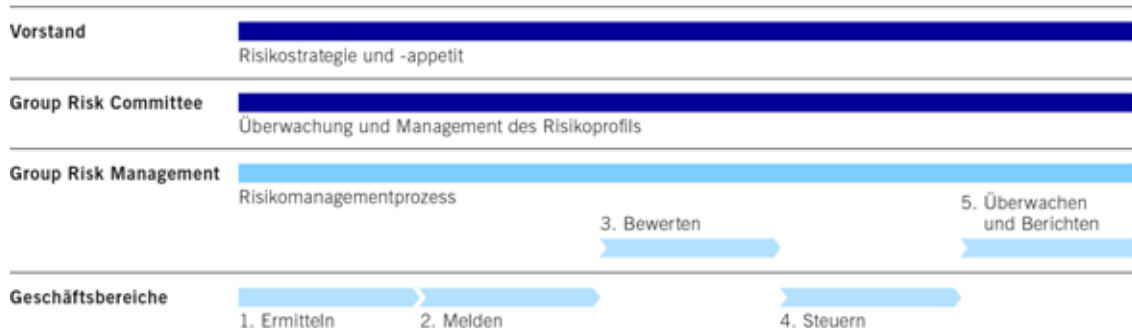 Vorstand
Risikostrategie und -appetit
Group Risk Committee
Überwachung und Management des Risikoprofils
Group Risk Management
Risikomanagementprozess
3. Bewerten
5. Überwachen
und Berichten
Geschäftsbereiche
1. Ermitteln
2. Melden
4. Steuern